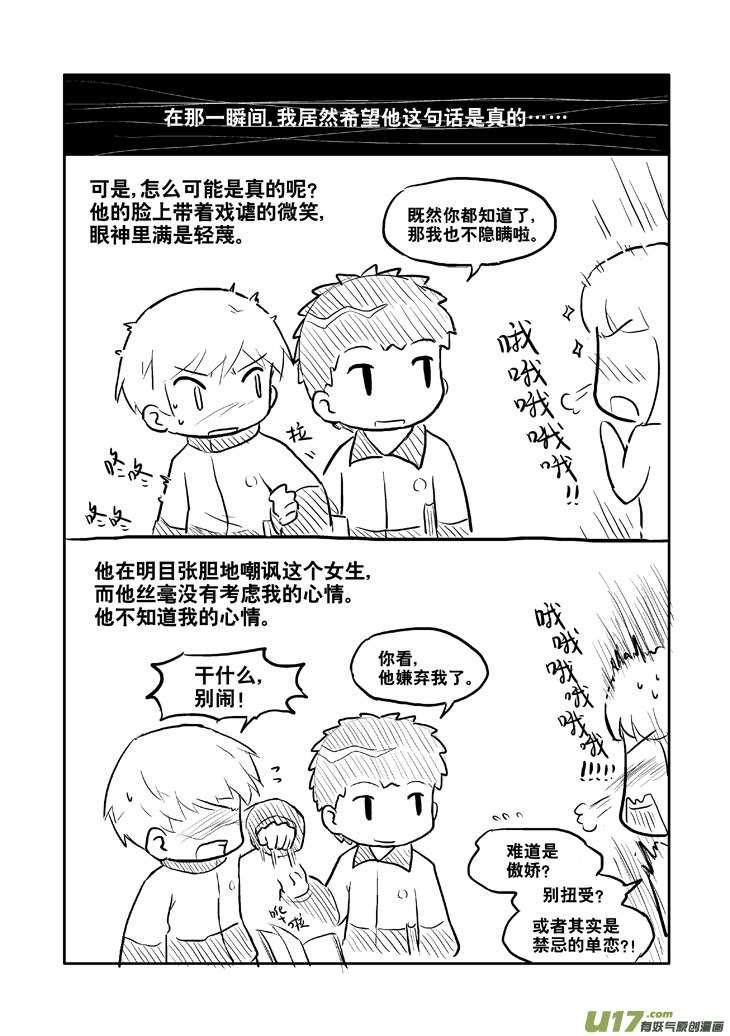 在那一瞬间,我居然希望他这句话是真的……
可是,怎么可能是真的呢?
他的脸上带着戏谑的微笑,
眼神里满是轻蔑。
既然你都知道了,
那我也不隐瞒啦。
哦
哦
哦
哦
哦
!!
拉
咚咚
咚咚
他在明目张胆地嘲讽这个女生,
而他丝毫没有考虑我的心情。
他不知道我的心情。
干什么,
别闹!
你看,
他嫌弃我了。
哦
哦
哦
哦
哦
哦
!!!!!
难道是
傲娇?
别扭受?
或者其实是
禁忌的单恋?!
啦
U17.com
有妖气原创漫画